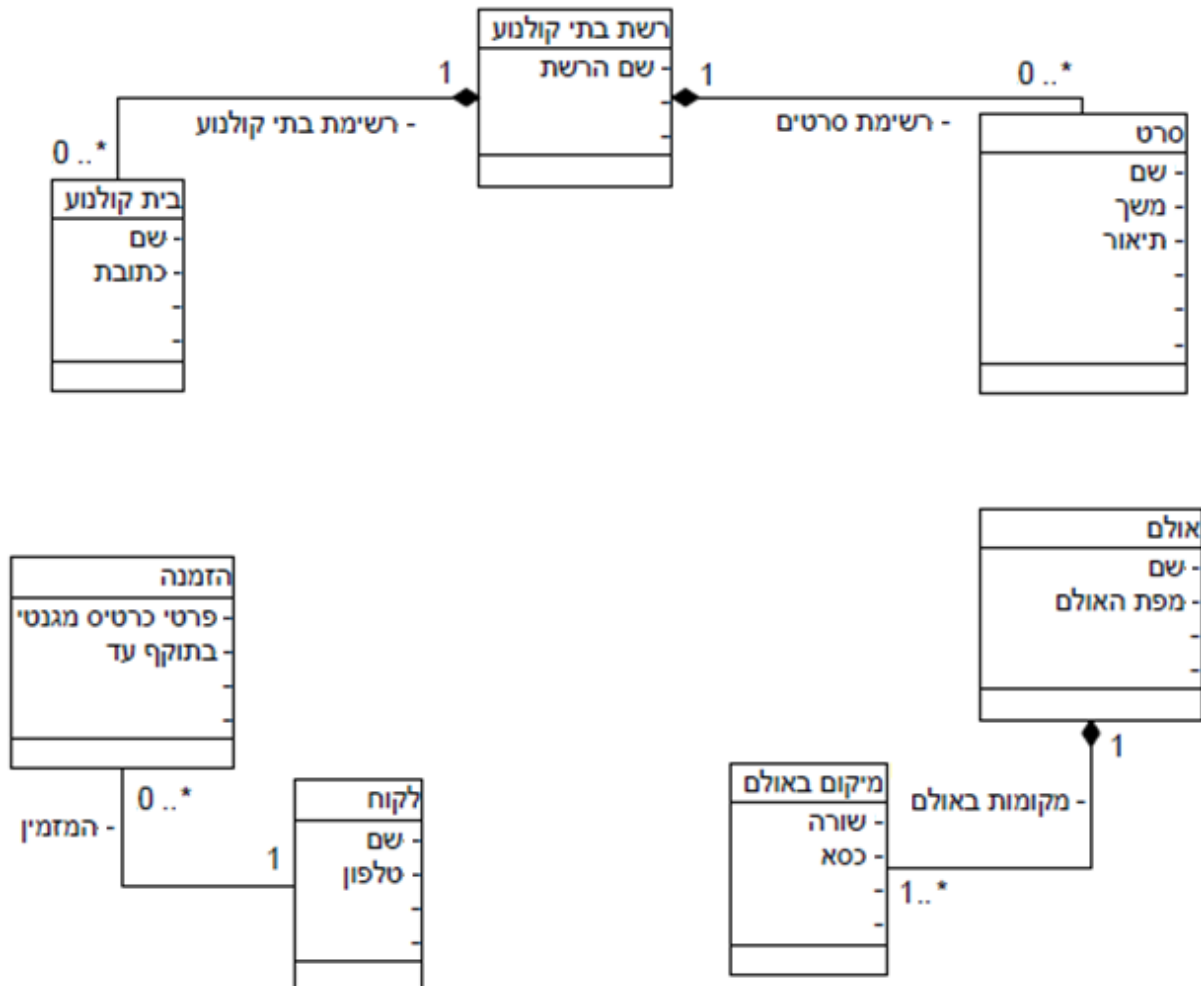 רשת בתי קולנוע
- שם הרשת
-
-
1
1
0 ..*
- רשימת בתי קולנוע
- רשימת סרטים
0 ..*
סרט
- שם
- משך
- תיאור
-
-
-
בית קולנוע
- שם
- כתובת
-
-
אולם
- שם
- מפת האולם
-
-
1
- מקומות באולם
1..*
מיקום באולם
- שורה
- כסא
-
-
הזמנה
- פרטי כרטיס מגנטי
- בתוקף עד
-
-
0 ..*
- המזמין
1
לקוח
- שם
- טלפון
-
-